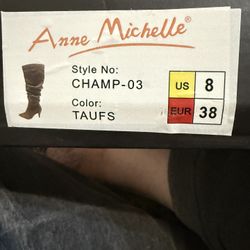 Anne Michelle®
Style No:
CHAMP-03
US 8
Color:
TAUFS
EUR 38